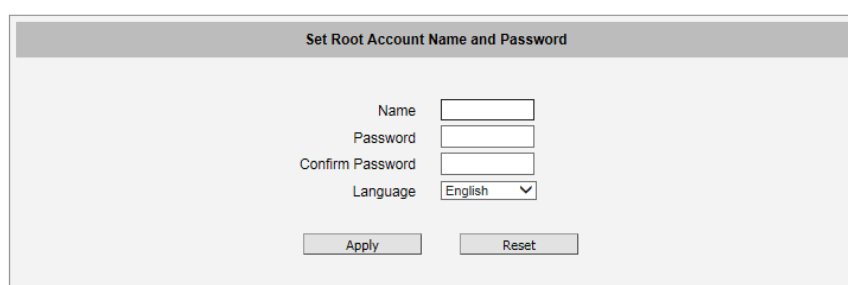 Set Root Account Name and Password
Name
Password
Confirm Password
Language English
Apply Reset